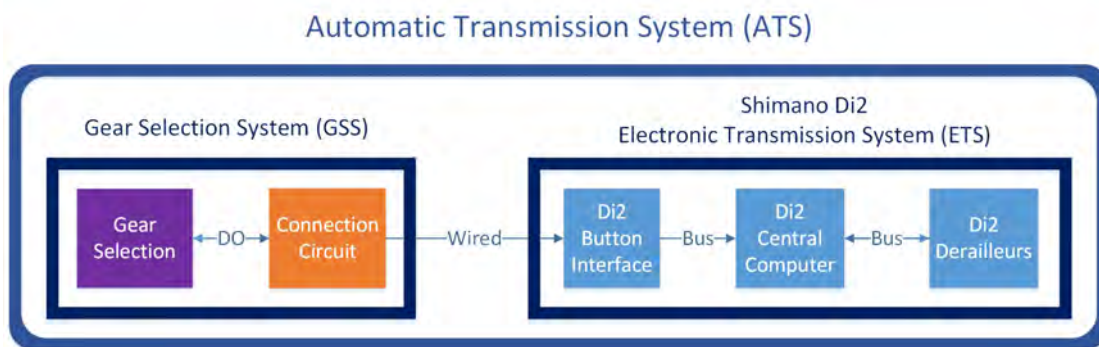 Automatic Transmission System (ATS)
Gear Selection System (GSS)
Shimano Di2
Electronic Transmission System (ETS)
Gear
Selection
DO
Connection
Circuit
Wired
Di2
Button
Interface
Bus
Di2
Central
Computer
Bus
Di2
Derailleurs